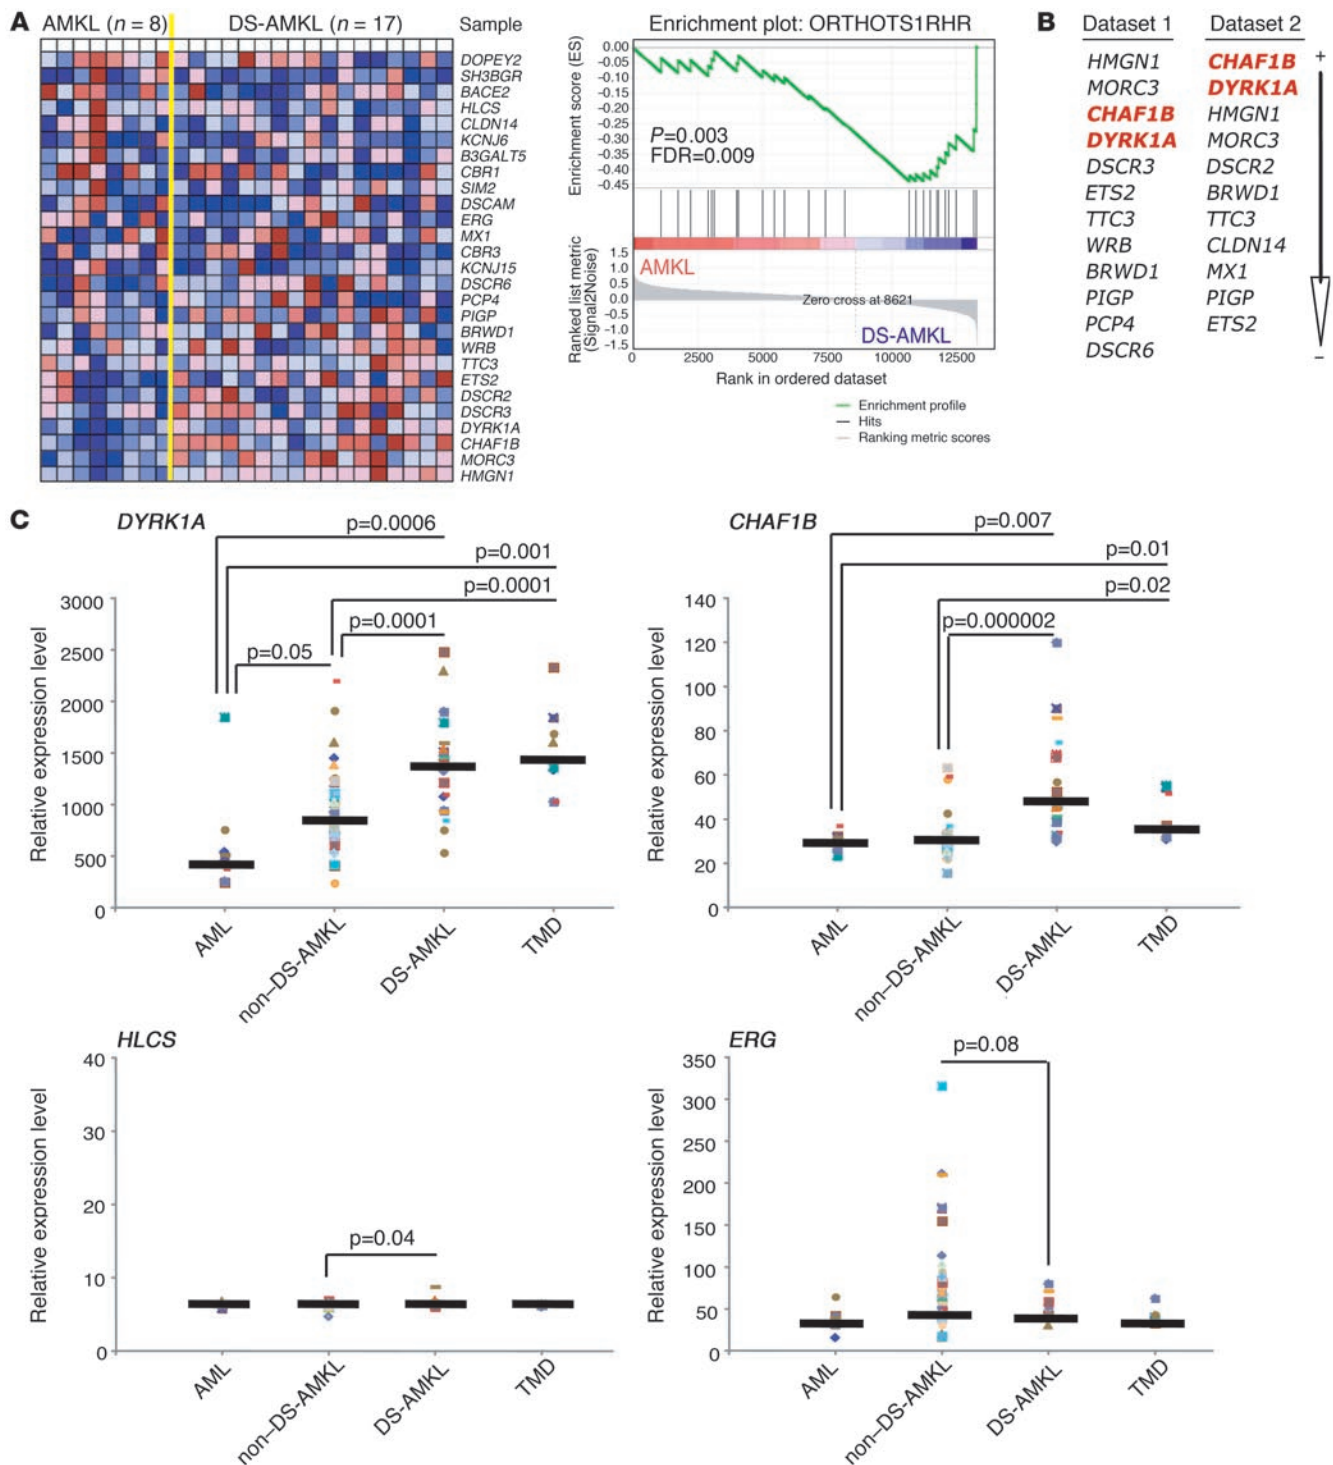 A
AMKL (n = 8)
DS-AMKL (n = 17)
Sample
DOPEY2
SH3BGR
BACE2
HLCS
CLDN14
KCNJ6
B3GALT5
CBR1
SIM2
DSCAM
ERG
MX1
CBR3
KCNJ15
DSCR6
PCP4
PIGP
BRWD1
WRB
TTC3
ETS2
DSCR2
DSCR3
DYRK1A
CHAF1B
MORC3
HMGN1
Enrichment plot: ORTHOTS1RHR
Enrichment score (ES)
0.00
-0.05
-0.10
-0.15
-0.20
-0.25
-0.30
-0.35
-0.40
-0.45
P=0.003
FDR=0.009
Ranked list metric
(Signal2Noise)
1.5
1.0
0.5
0.0
-0.5
-1.0
-1.5
AMKL
Zero cross at 8621
DS-AMKL
0 2500 5000 7500 10000 12500
Rank in ordered dataset
Enrichment profile
Hits
Ranking metric scores
B
Dataset 1 Dataset 2
HMGN1 CHAF1B +
MORC3 DYRK1A
CHAF1B HMGN1
DYRK1A MORC3
DSCR3 DSCR2
ETS2 BRWD1
TTC3 TTC3
WRB CLDN14
BRWD1 MX1
PIGP PIGP
PCP4 ETS2
DSCR6 –
C
DYRK1A
p=0.0006
p=0.001
p=0.0001
p=0.0001
p=0.05
Relative expression level
3000
2500
2000
1500
1000
500
0
AML
non–DS-AMKL
DS-AMKL
TMD
CHAF1B
p=0.007
p=0.01
p=0.02
p=0.000002
Relative expression level
140
120
100
80
60
40
20
0
AML
non–DS-AMKL
DS-AMKL
TMD
HLCS
p=0.04
Relative expression level
40
30
20
10
0
AML
non–DS-AMKL
DS-AMKL
TMD
ERG
p=0.08
Relative expression level
350
300
250
200
150
100
50
0
AML
non–DS-AMKL
DS-AMKL
TMD